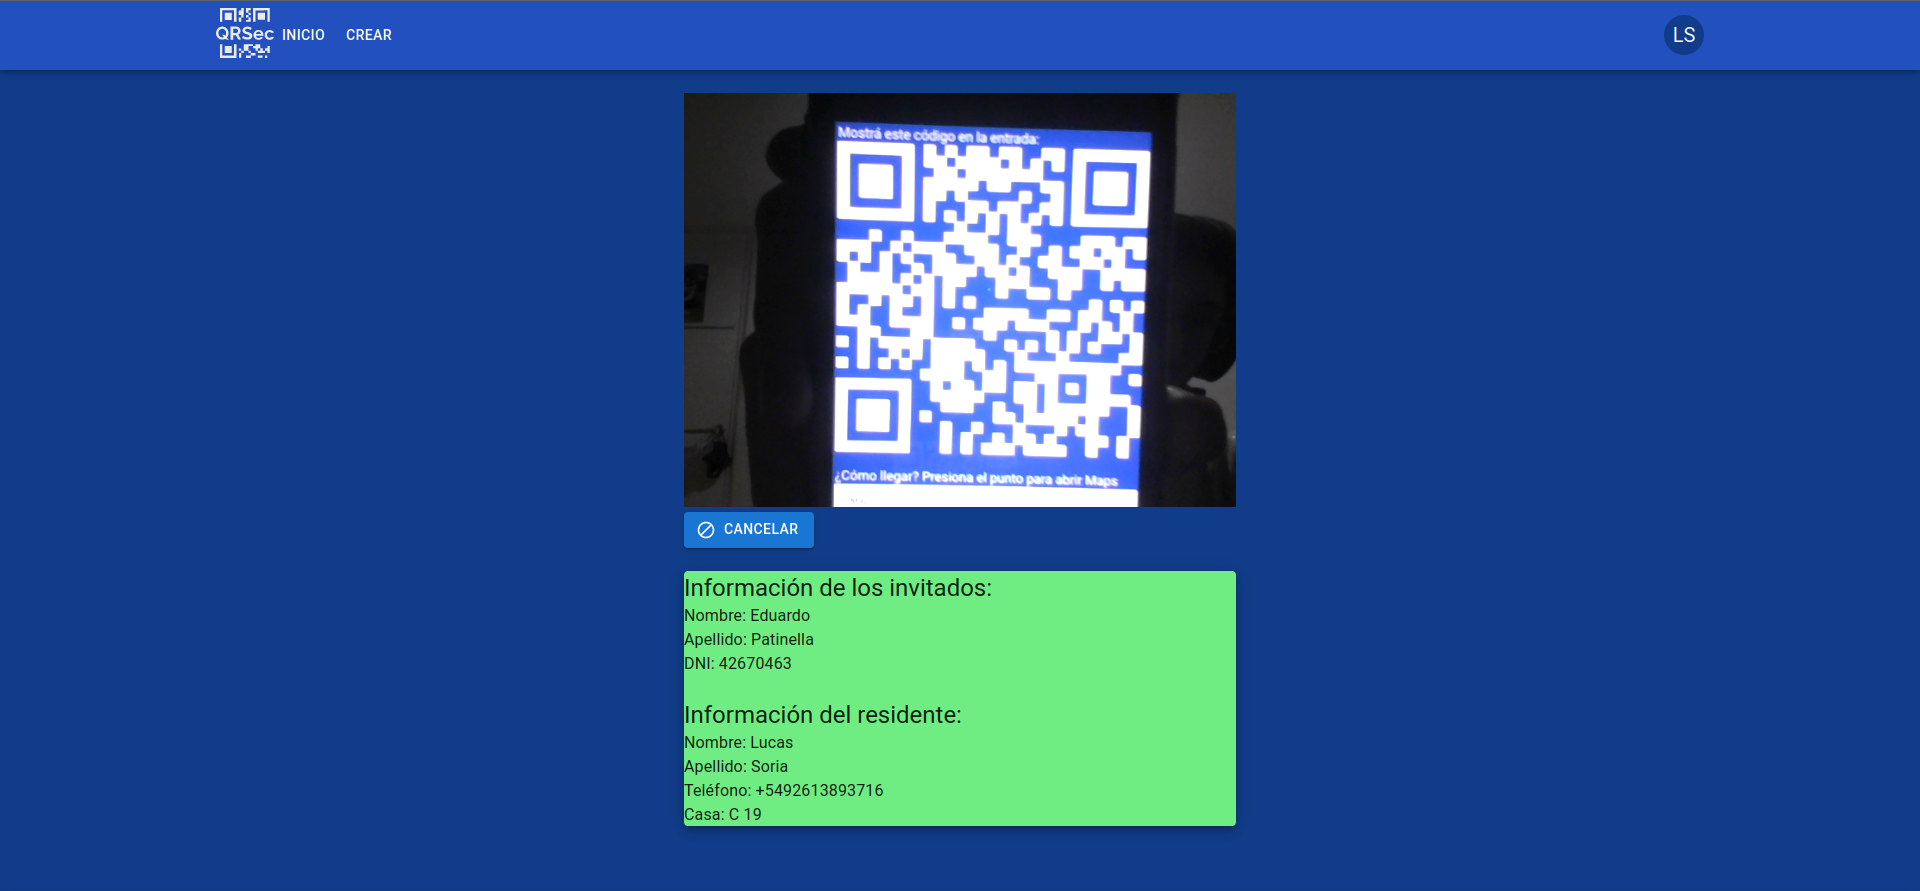 QRSec
INICIO
CREAR
LS
Mostrá este código en la entrada:
¿Cómo llegar? Presiona el punto para abrir Maps
CANCELAR
Información de los invitados:
Nombre: Eduardo
Apellido: Patinella
DNI: 42670463
Información del residente:
Nombre: Lucas
Apellido: Soria
Teléfono: +5492613893716
Casa: C 19